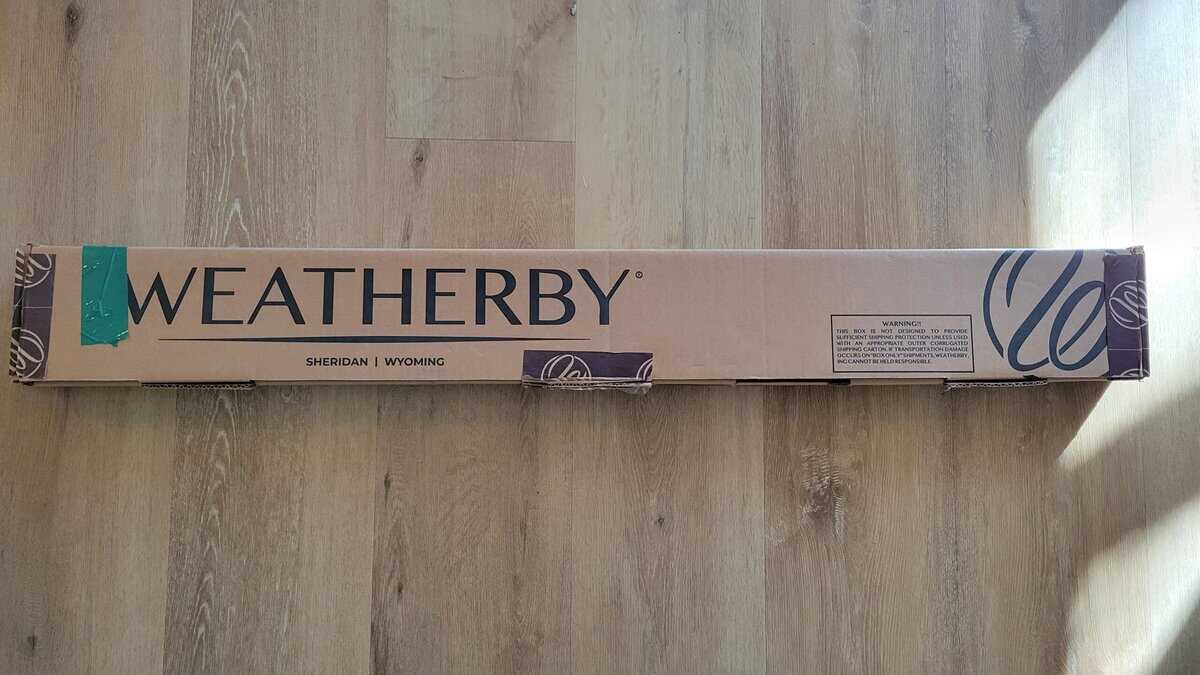 WEATHERBY®
SHERIDAN | WYOMING
WARNING!!
THIS BOX IS NOT DESIGNED TO PROVIDE
SUFFICIENT SHIPPING PROTECTION UNLESS USED
WITH AN APPROPRIATE OUTER CORRUGATED
SHIPPING CARTON. IF TRANSPORTATION DAMAGE
OCCURS ON "BOX ONLY" SHIPMENTS, WEATHERBY,
INC CANNOT BE HELD RESPONSIBLE.